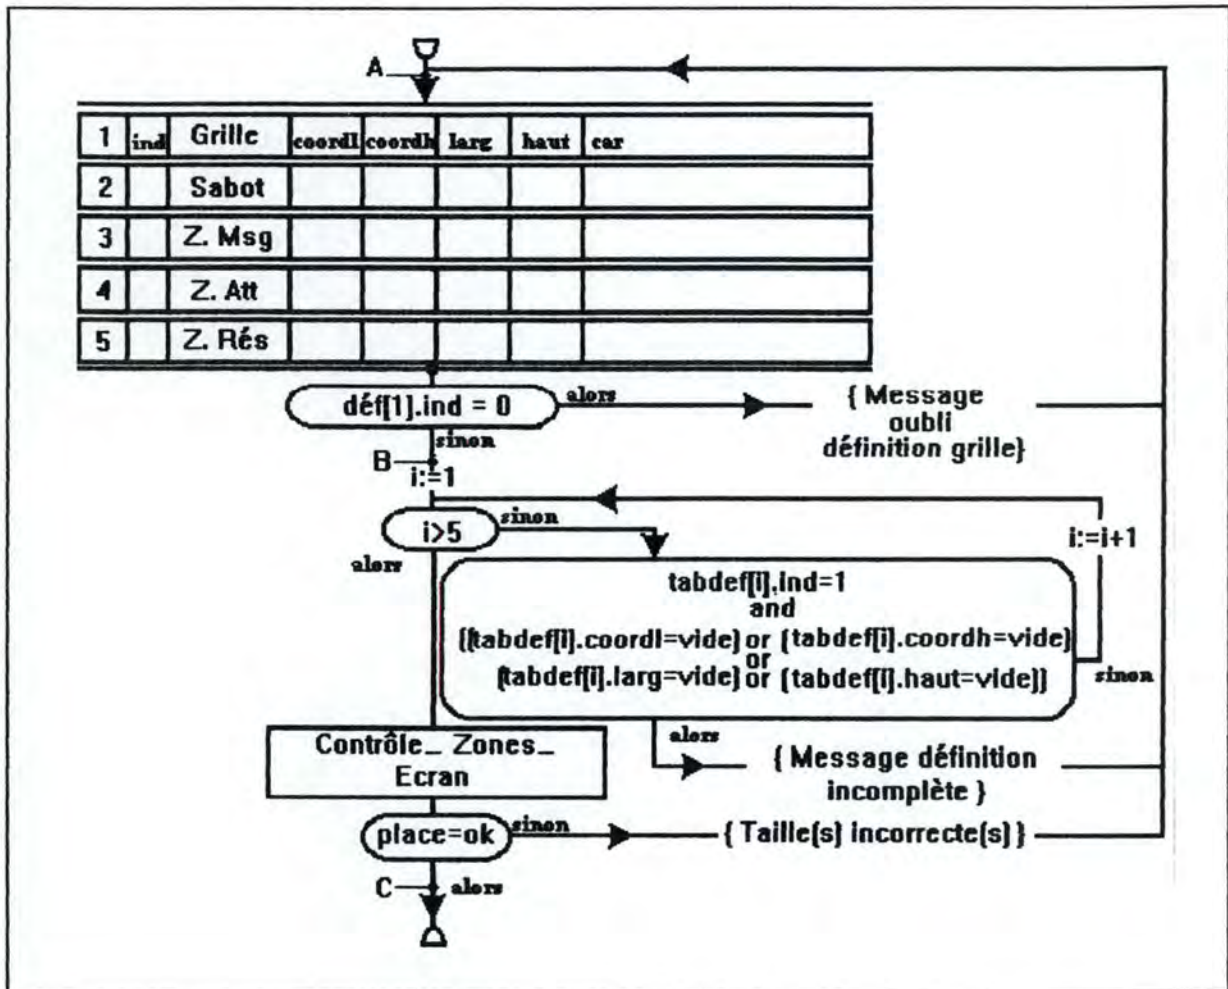 A
1 ind Grille coordl coordh larg haut car
2 Sabot
3 Z. Msg
4 Z. Att
5 Z. Rés
déf[1].ind = 0
alors
{ Message
oubli
définition grille}
sinon
B
i:=1
i>5
sinon
i:=i+1
alors
tabdef[i].ind=1
and
([tabdef[i].coordl=vide) or (tabdef[i].coordh=vide)
or
(tabdef[i].larg=vide) or (tabdef[i].haut=vide))
sinon
alors
{ Message définition
incomplète }
Contrôle_ Zones_
Ecran
place=ok
sinon
{ Taille(s) incorrecte(s) }
C
alors